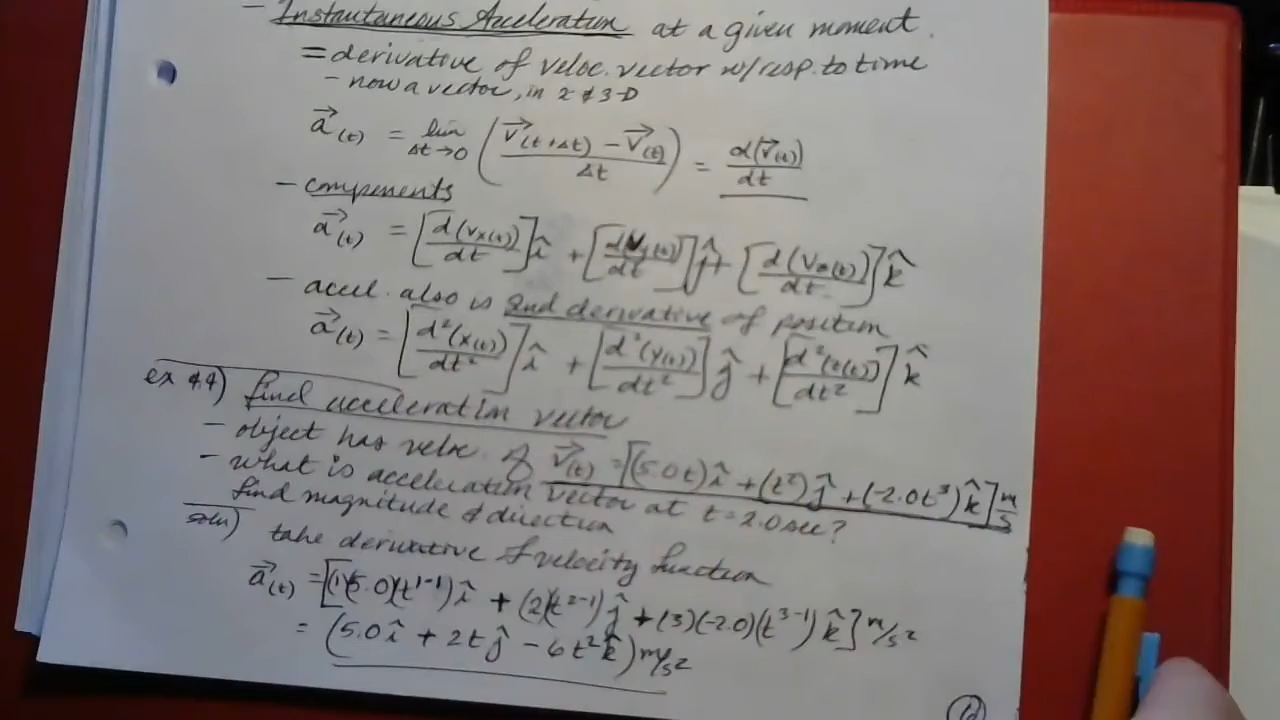 - Instantaneous Acceleration at a given moment.
= derivative of veloc. vector w/resp. to time
- now a vector, in 2 & 3-D
a⃗(t) = lim Δt→0 ( (v⃗(t+Δt) - v⃗(t)) / Δt ) = d(v⃗(t))/dt
- components
a⃗(t) = [d(vx(t))/dt] î + [d(vy(t))/dt] ĵ + [d(vz(t))/dt] k̂
- accel. also is 2nd derivative of position
a⃗(t) = [d²(x(t))/dt²] î + [d²(y(t))/dt²] ĵ + [d²(z(t))/dt²] k̂
ex 4.4) find acceleration vector
- object has veloc. of v⃗(t) = [(5.0t) î + (t²) ĵ + (-2.0t³) k̂] m/s
- what is acceleration vector at t = 2.0 sec?
find magnitude & direction
soln) take derivative of velocity function
a⃗(t) = [(1)(5.0)(t¹⁻¹) î + (2)(t²⁻¹) ĵ + (3)(-2.0)(t³⁻¹) k̂] m/s²
= (5.0 î + 2t ĵ - 6t² k̂) m/s²